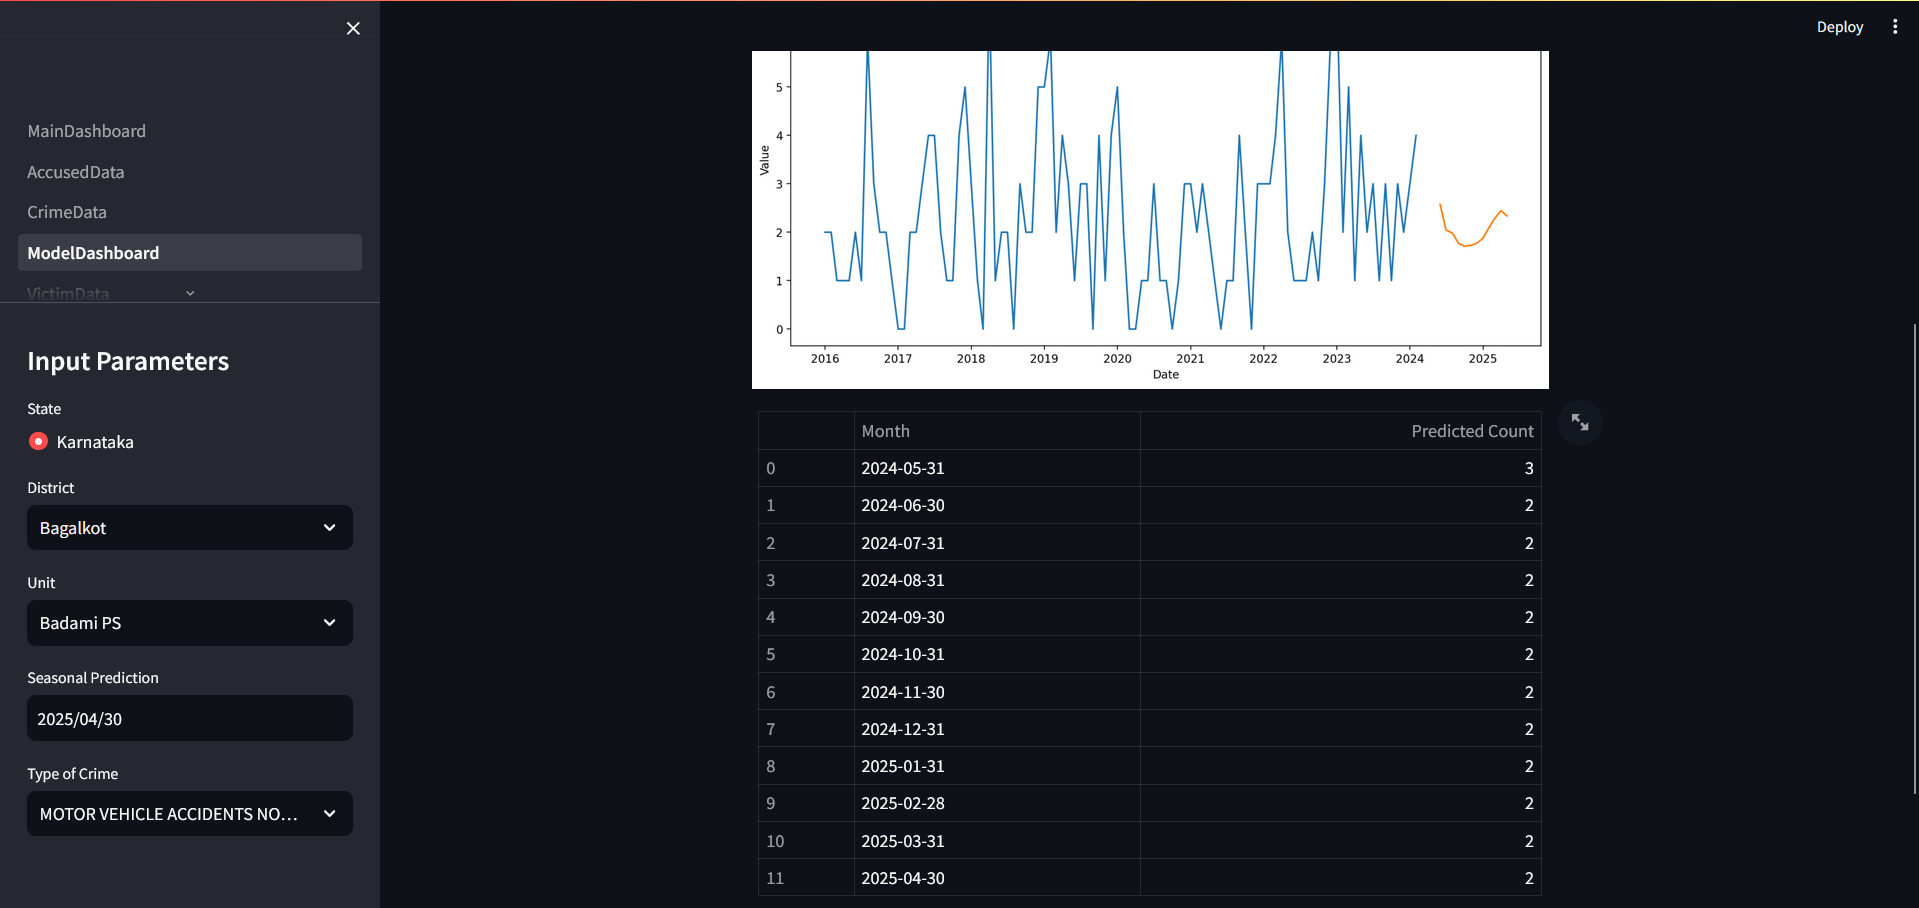 Deploy
MainDashboard
AccusedData
CrimeData
ModelDashboard
VictimData
Input Parameters
State
Karnataka
District
Bagalkot
Unit
Badami PS
Seasonal Prediction
2025/04/30
Type of Crime
MOTOR VEHICLE ACCIDENTS NO...
5
4
3
2
1
0
Value
2016 2017 2018 2019 2020 2021 2022 2023 2024 2025
Date
Month Predicted Count
0 2024-05-31 3
1 2024-06-30 2
2 2024-07-31 2
3 2024-08-31 2
4 2024-09-30 2
5 2024-10-31 2
6 2024-11-30 2
7 2024-12-31 2
8 2025-01-31 2
9 2025-02-28 2
10 2025-03-31 2
11 2025-04-30 2